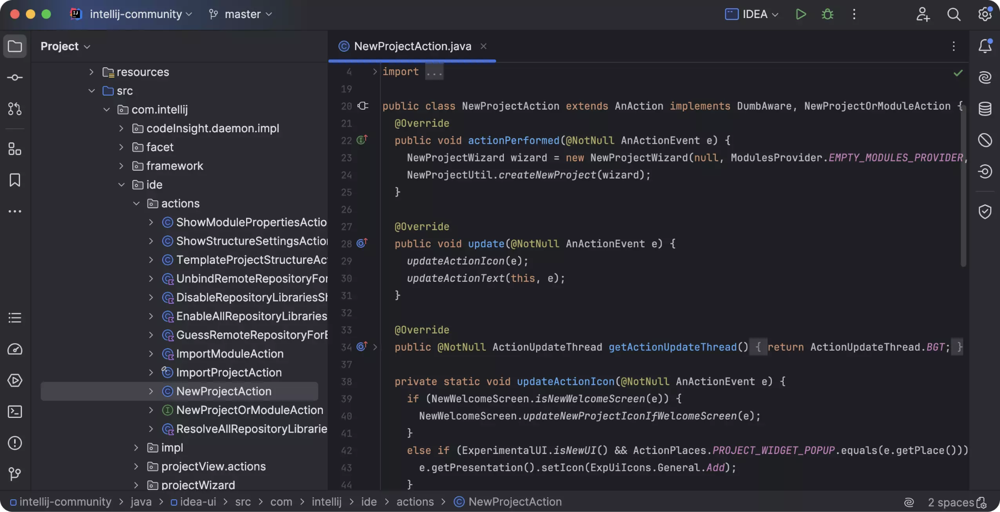 intellij-community
master
IDEA
Project
NewProjectAction.java
resources
src
com.intellij
codeInsight.daemon.impl
facet
framework
ide
actions
ShowModulePropertiesActio
ShowStructureSettingsActio
TemplateProjectStructureAc
UnbindRemoteRepositoryFor
DisableRepositoryLibrariesSh
EnableAllRepositoryLibraries
GuessRemoteRepositoryForE
ImportModuleAction
ImportProjectAction
NewProjectAction
NewProjectOrModuleAction
ResolveAllRepositoryLibrarie
impl
projectView.actions
projectWizard
4 import ...
19
20 public class NewProjectAction extends AnAction implements DumbAware, NewProjectOrModuleAction {
21 @Override
22 public void actionPerformed(@NotNull AnActionEvent e) {
23 NewProjectWizard wizard = new NewProjectWizard(null, ModulesProvider.EMPTY_MODULES_PROVIDER,
24 NewProjectUtil.createNewProject(wizard);
25 }
26
27 @Override
28 public void update(@NotNull AnActionEvent e) {
29 updateActionIcon(e);
30 updateActionText(this, e);
31 }
32
33 @Override
34 public @NotNull ActionUpdateThread getActionUpdateThread() { return ActionUpdateThread.BGT; }
37
38 private static void updateActionIcon(@NotNull AnActionEvent e) {
39 if (NewWelcomeScreen.isNewWelcomeScreen(e)) {
40 NewWelcomeScreen.updateNewProjectIconIfWelcomeScreen(e);
41 }
42 else if (ExperimentalUI.isNewUI() && ActionPlaces.PROJECT_WIDGET_POPUP.equals(e.getPlace()))
43 e.getPresentation().setIcon(ExpUiIcons.General.Add);
44 }
intellij-community > java > idea-ui > src > com > intellij > ide > actions > NewProjectAction
2 spaces